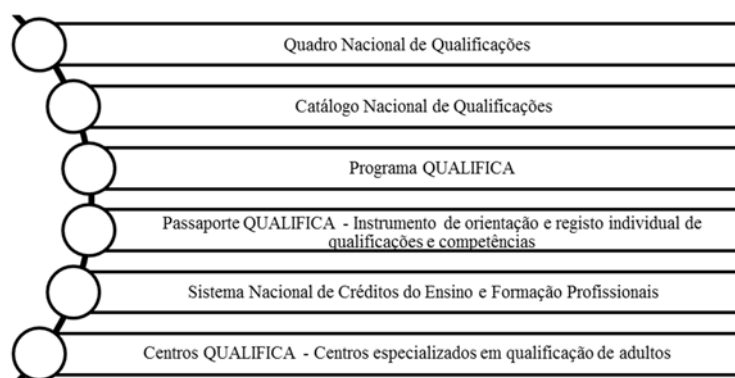 Quadro Nacional de Qualificações
Catálogo Nacional de Qualificações
Programa QUALIFICA
Passaporte QUALIFICA - Instrumento de orientação e registo individual de
qualificações e competências
Sistema Nacional de Créditos do Ensino e Formação Profissionais
Centros QUALIFICA - Centros especializados em qualificação de adultos